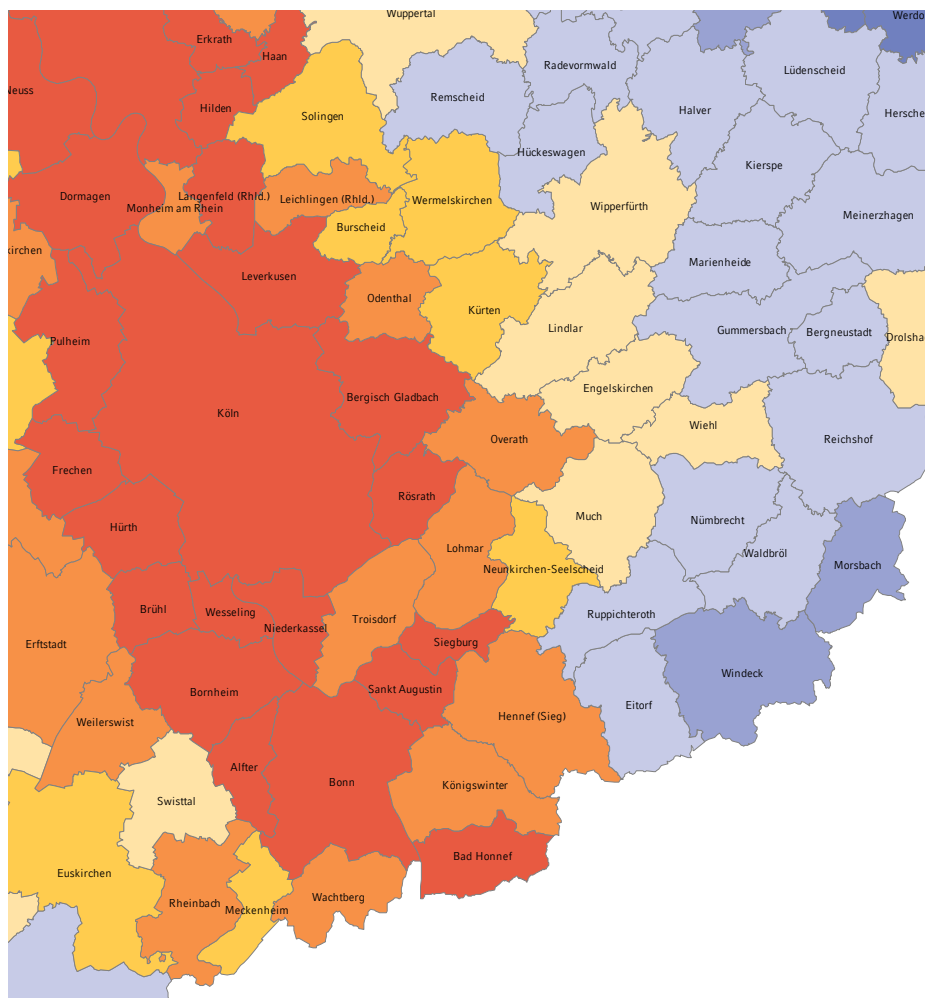 Wuppertal
Werdo
Erkrath
Haan
Radevormwald
Lüdenscheid
Neuss
Remscheid
Hilden
Solingen
Halver
Hersche
Hückeswagen
Kierspe
Dormagen
Langenfeld (Rhld.)
Leichlingen (Rhld.)
Wermelskirchen
Monheim am Rhein
Wipperfürth
Meinerzhagen
Burscheid
kirchen
Marienheide
Leverkusen
Odenthal
Kürten
Lindlar
Gummersbach
Bergneustadt
Drolsha
Pulheim
Engelskirchen
Bergisch Gladbach
Köln
Wiehl
Overath
Reichshof
Frechen
Rösrath
Much
Nümbrecht
Hürth
Lohmar
Waldbröl
Neunkirchen-Seelscheid
Morsbach
Brühl
Wesseling
Niederkassel
Troisdorf
Ruppichteroth
Erftstadt
Siegburg
Windeck
Bornheim
Sankt Augustin
Eitorf
Weilerswist
Hennef (Sieg)
Alfter
Bonn
Königswinter
Swisttal
Bad Honnef
Euskirchen
Rheinbach
Meckenheim
Wachtberg